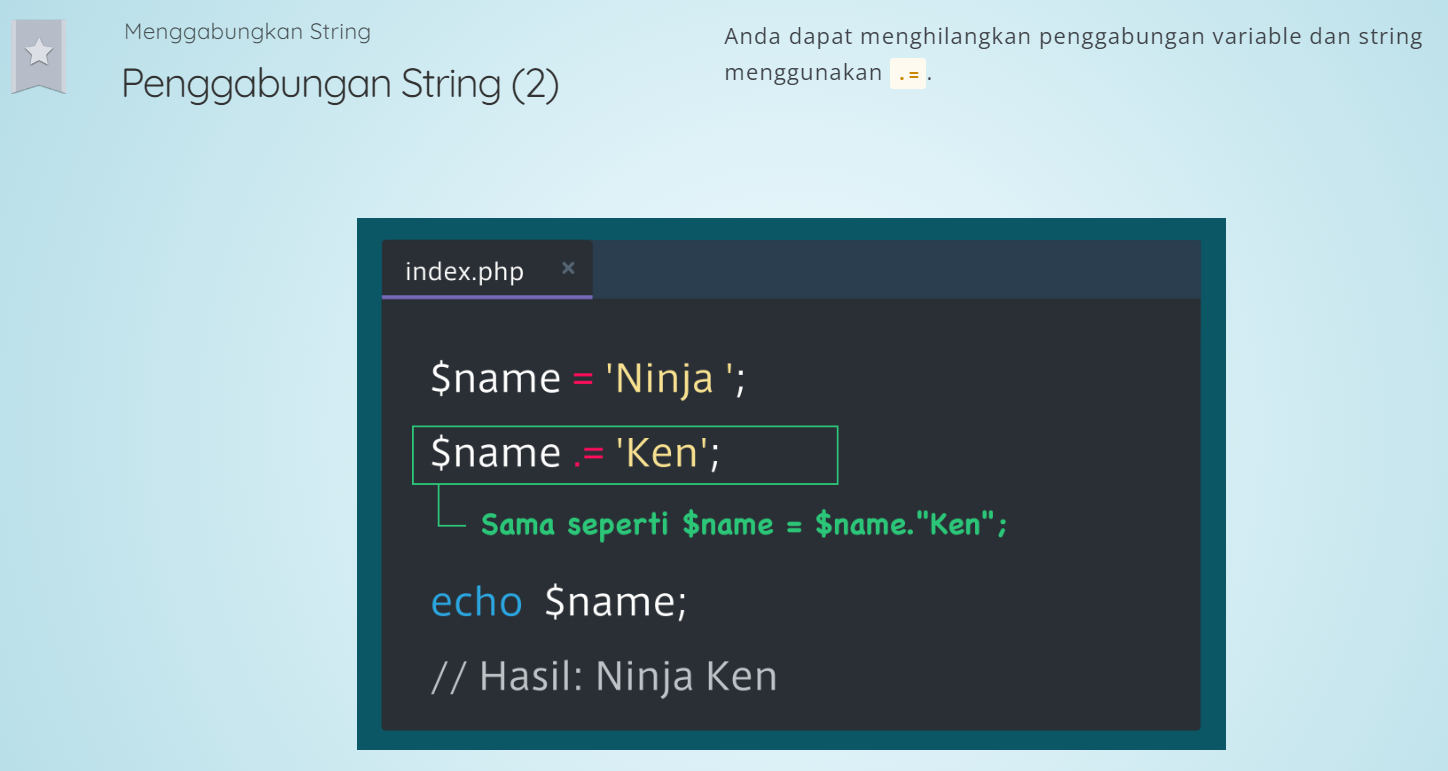 Menggabungkan String
Penggabungan String (2)
Anda dapat menghilangkan penggabungan variable dan string
menggunakan .=.
index.php ×
$name = 'Ninja ';
$name .= 'Ken';
Sama seperti $name = $name."Ken";
echo $name;
// Hasil: Ninja Ken